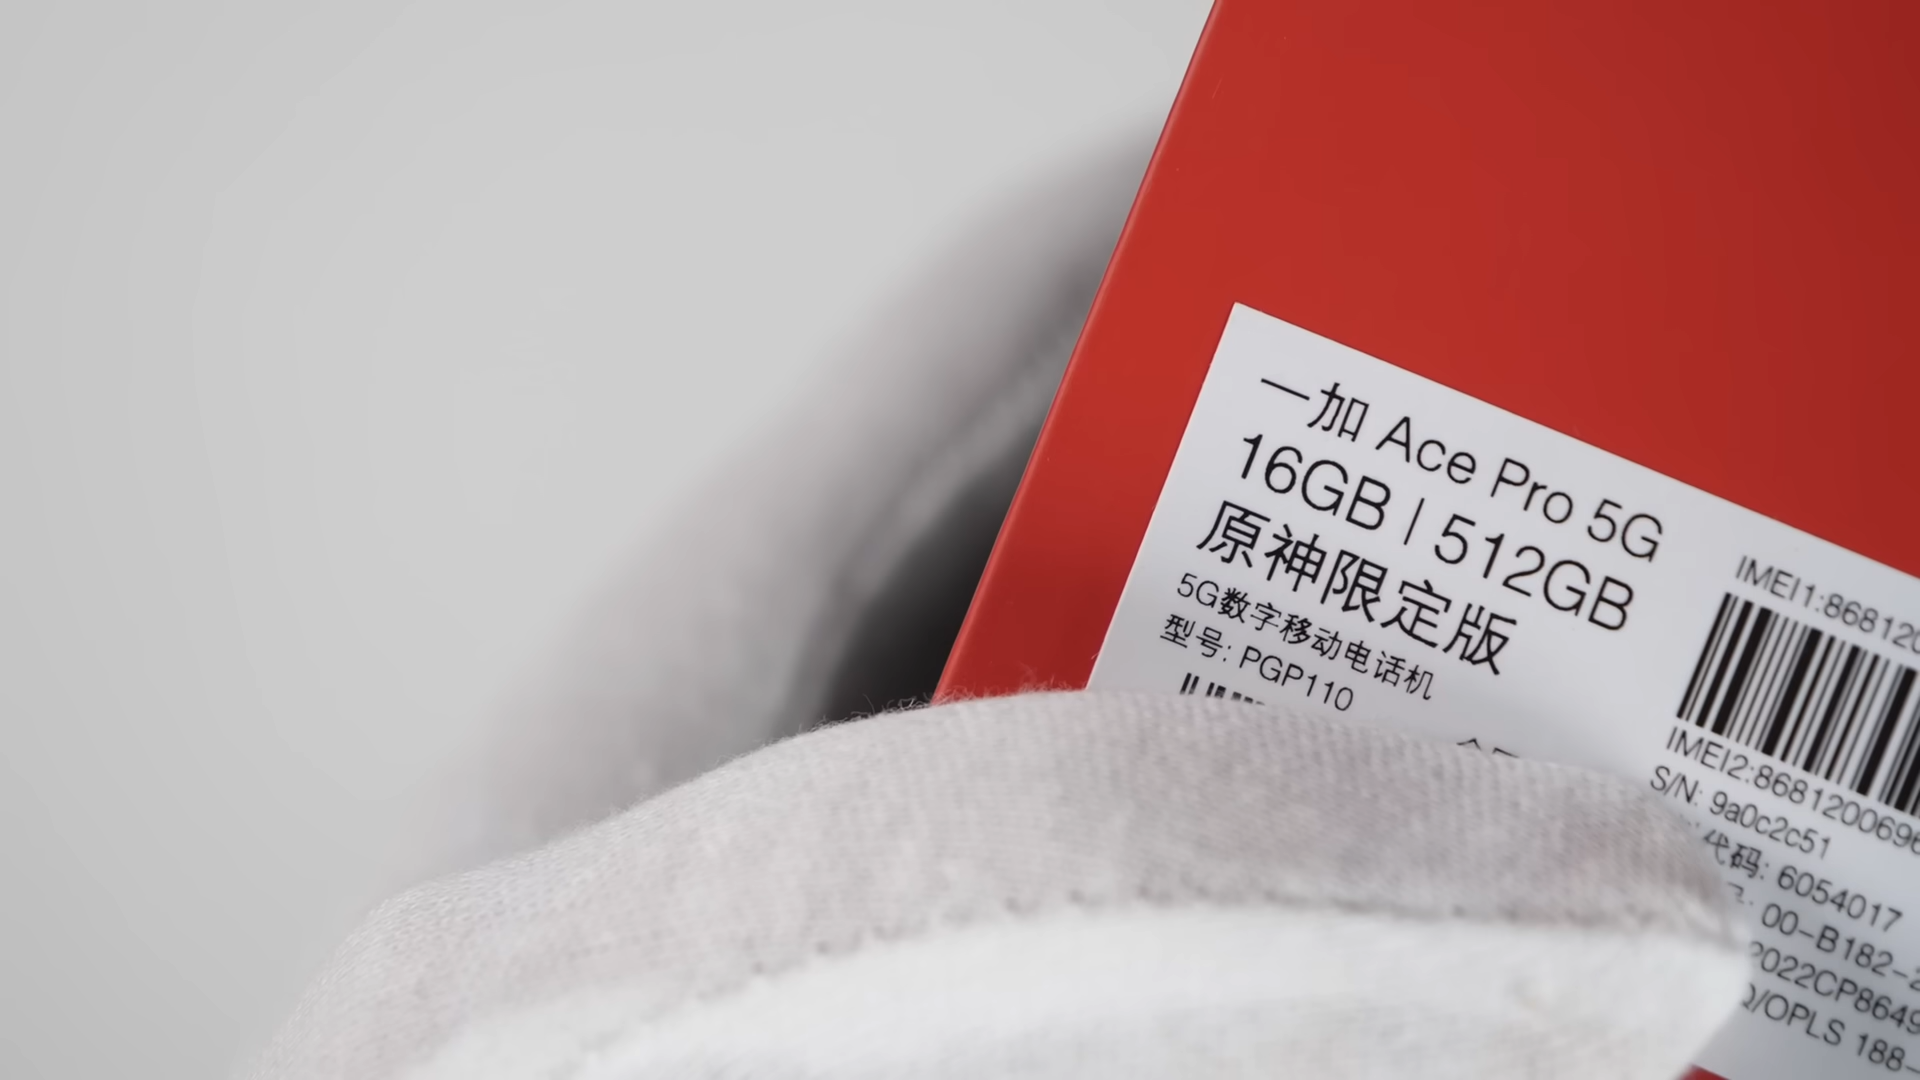 一加 Ace Pro 5G
16GB | 512GB
原神限定版
5G数字移动电话机
型号: PGP110
IMEI1:868120
IMEI2:8681200696
S/N: 9a0c2c51
代码: 6054017
00-B182-
2022CP8649
Q/OPLS 188-